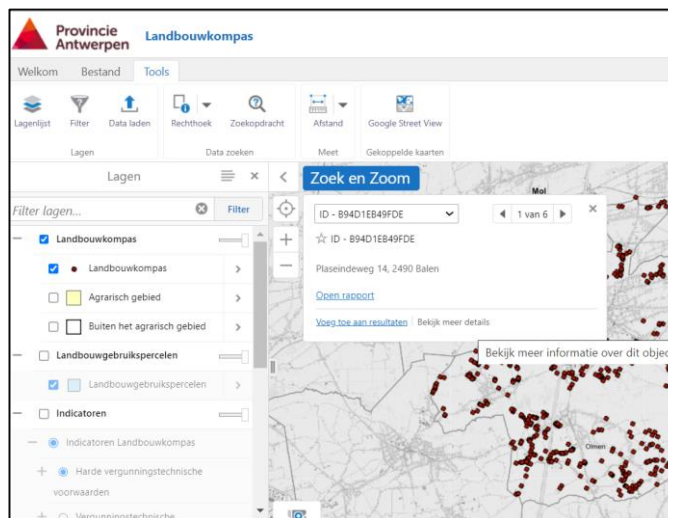 Provincie
Antwerpen
Landbouwkompas
Welkom Bestand Tools
Lagenlijst Filter Data laden Rechthoek Zoekopdracht Afstand Google Street View
Lagen Data zoeken Meet Gekoppelde kaarten
Lagen
Zoek en Zoom
Mol
Filter lagen... Filter
ID - B94D1EB49FDE 1 van 6
Landbouwkompas
ID - B94D1EB49FDE
Landbouwkompas
Plaseindeweg 14, 2490 Balen
Agrarisch gebied
Open rapport
Buiten het agrarisch gebied
Voeg toe aan resultaten Bekijk meer details
Landbouwgebruikspercelen
Bekijk meer informatie over dit objec
Landbouwgebruikspercelen
Indicatoren
Indicatoren Landbouwkompas
Olmen
Harde vergunningstechnische
voorwaarden
Vergunningstechnische